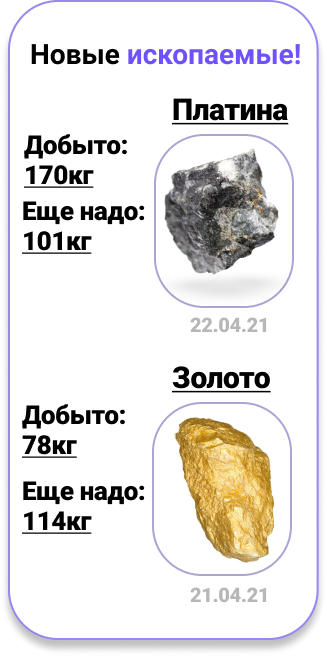 Новые ископаемые!
Платина
Добыто:
170кг
Еще надо:
101кг
22.04.21
Золото
Добыто:
78кг
Еще надо:
114кг
21.04.21